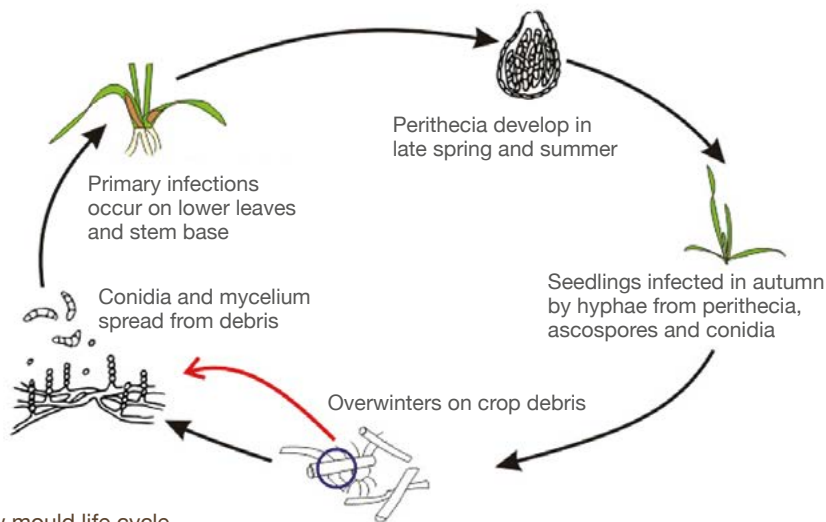 Perithecia develop in
late spring and summer
Primary infections
occur on lower leaves
and stem base
Seedlings infected in autumn
by hyphae from perithecia,
ascospores and conidia
Conidia and mycelium
spread from debris
Overwinters on crop debris
mould life cycle